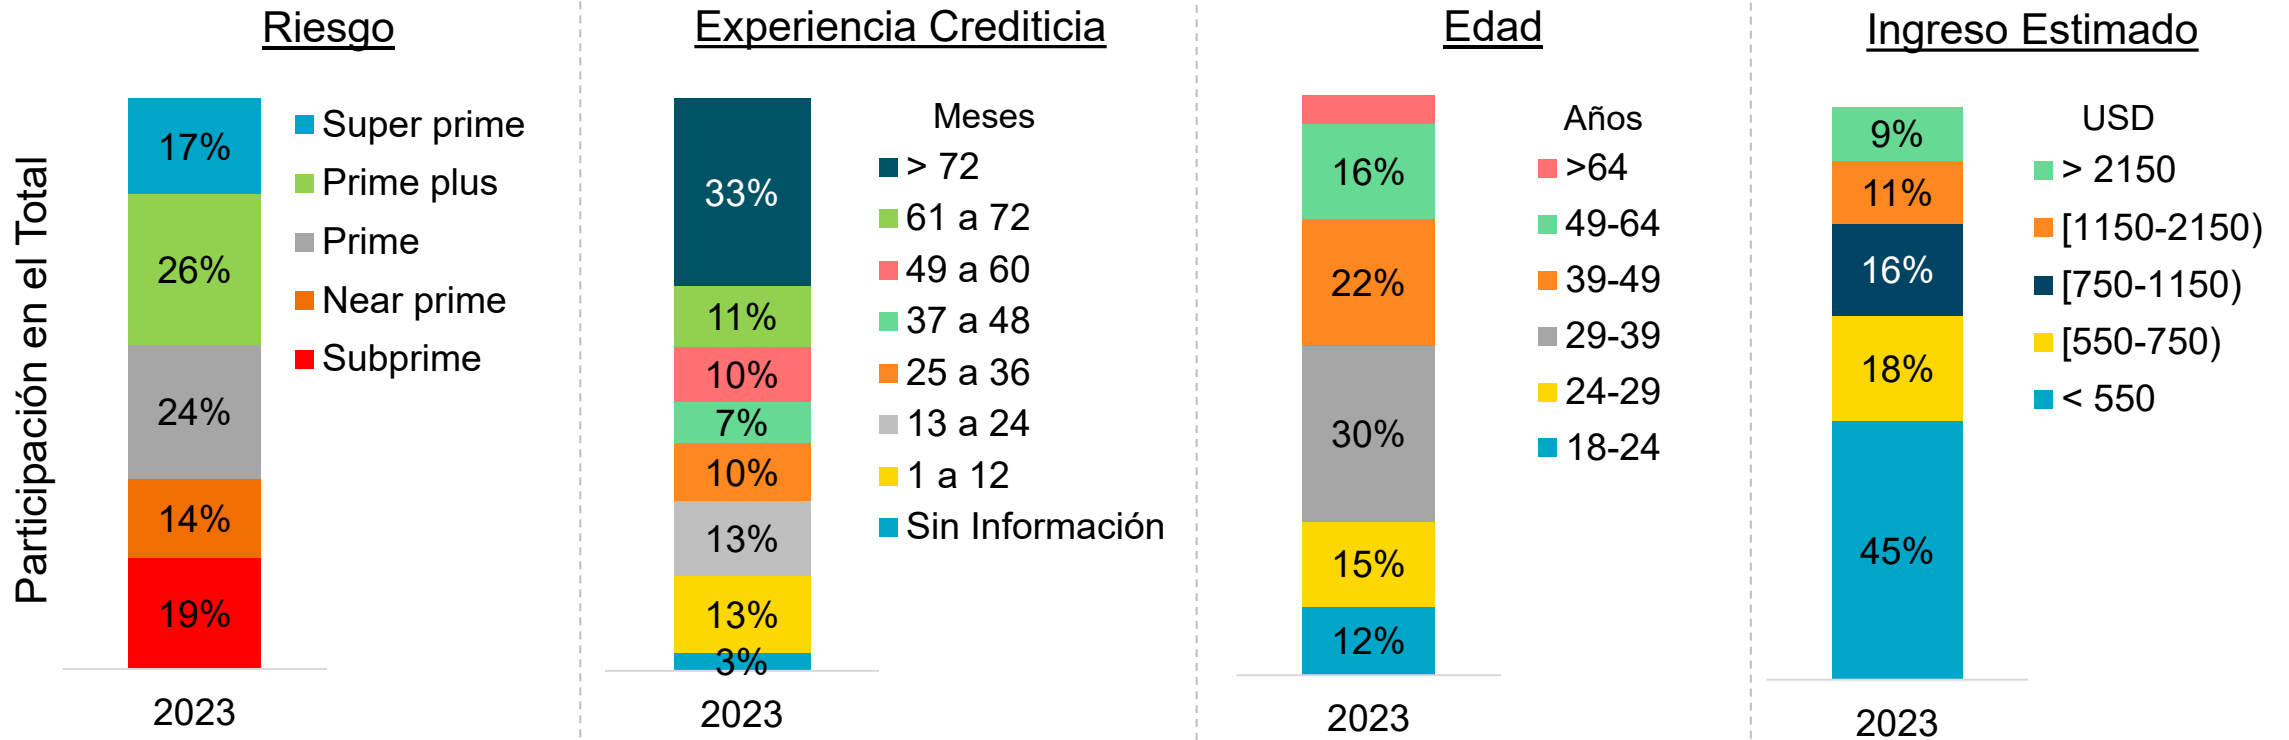 Riesgo
Participación en el Total
17%
26%
24%
14%
19%
2023
Super prime
Prime plus
Prime
Near prime
Subprime
Experiencia Crediticia
33%
11%
10%
7%
10%
13%
13%
3%
2023
Meses
> 72
61 a 72
49 a 60
37 a 48
25 a 36
13 a 24
1 a 12
Sin Información
Edad
16%
22%
30%
15%
12%
2023
Años
>64
49-64
39-49
29-39
24-29
18-24
Ingreso Estimado
9%
11%
16%
18%
45%
2023
USD
> 2150
[1150-2150)
[750-1150)
[550-750)
< 550